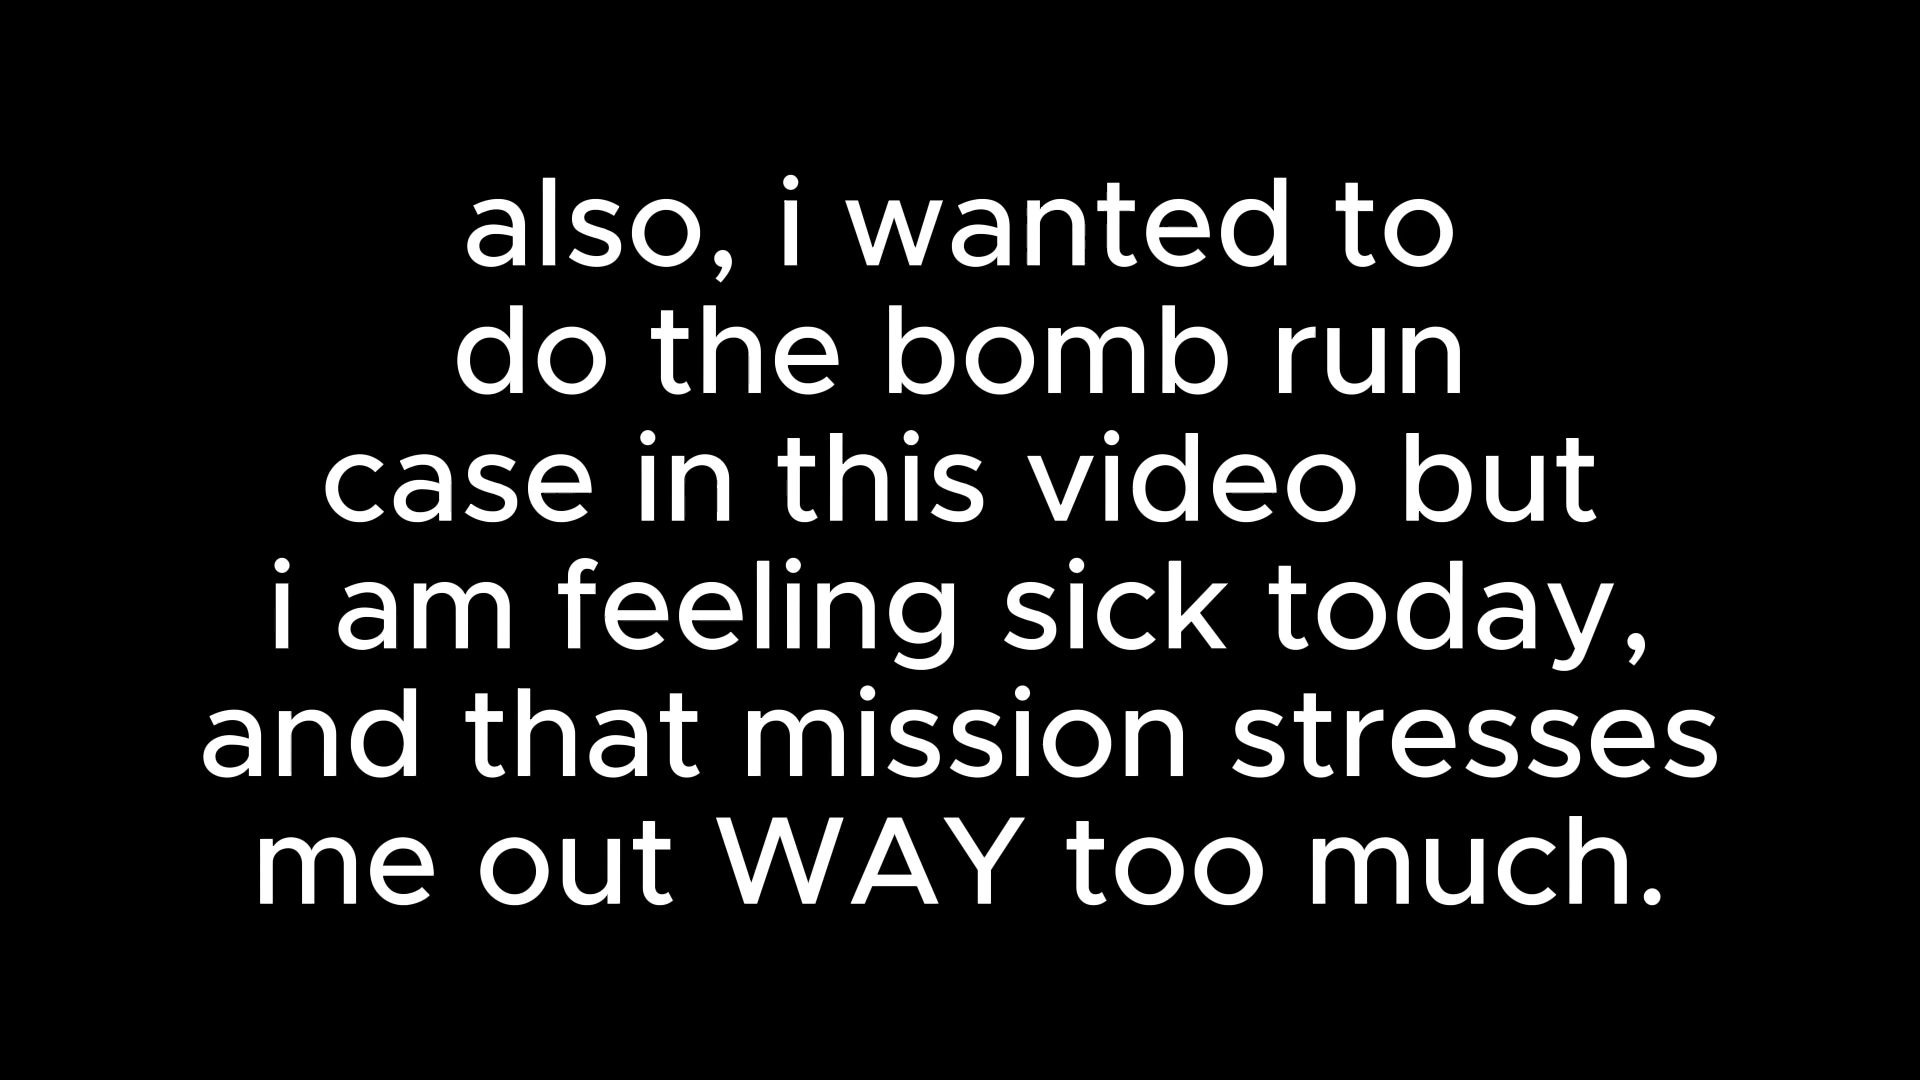 also, i wanted to
do the bomb run
case in this video but
i am feeling sick today,
and that mission stresses
me out WAY too much.